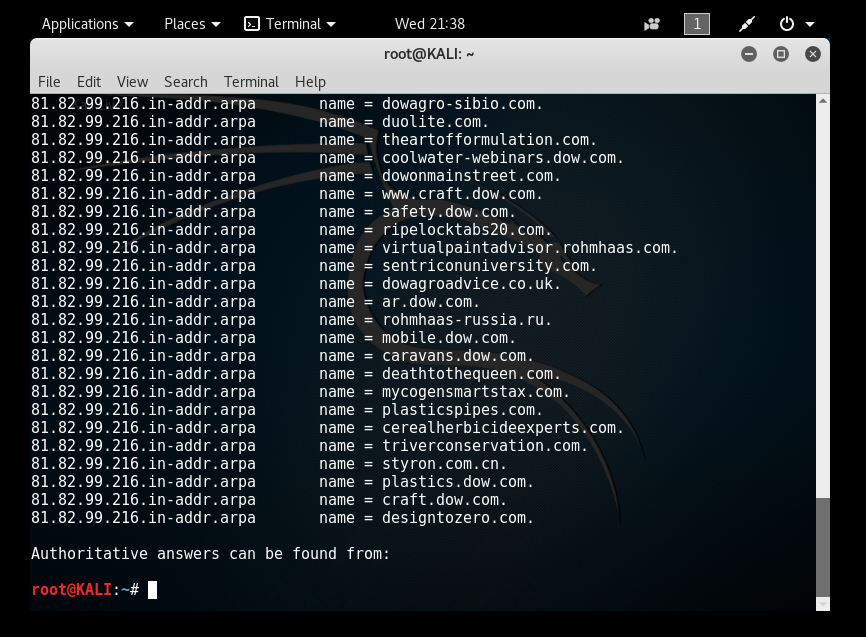 Applications Places Terminal Wed 21:38 1
root@KALI: ~
File Edit View Search Terminal Help
81.82.99.216.in-addr.arpa name = dowagro-sibio.com.
81.82.99.216.in-addr.arpa name = duolite.com.
81.82.99.216.in-addr.arpa name = theartofformulation.com.
81.82.99.216.in-addr.arpa name = coolwater-webinars.dow.com.
81.82.99.216.in-addr.arpa name = dowonmainstreet.com.
81.82.99.216.in-addr.arpa name = www.craft.dow.com.
81.82.99.216.in-addr.arpa name = safety.dow.com.
81.82.99.216.in-addr.arpa name = ripelocktabs20.com.
81.82.99.216.in-addr.arpa name = virtualpaintadvisor.rohmhaas.com.
81.82.99.216.in-addr.arpa name = sentriconuniversity.com.
81.82.99.216.in-addr.arpa name = dowagroadvice.co.uk.
81.82.99.216.in-addr.arpa name = ar.dow.com.
81.82.99.216.in-addr.arpa name = rohmhaas-russia.ru.
81.82.99.216.in-addr.arpa name = mobile.dow.com.
81.82.99.216.in-addr.arpa name = caravans.dow.com.
81.82.99.216.in-addr.arpa name = deathtothequeen.com.
81.82.99.216.in-addr.arpa name = mycogensmartstax.com.
81.82.99.216.in-addr.arpa name = plasticspipes.com.
81.82.99.216.in-addr.arpa name = cerealherbicideexperts.com.
81.82.99.216.in-addr.arpa name = triverconservation.com.
81.82.99.216.in-addr.arpa name = styron.com.cn.
81.82.99.216.in-addr.arpa name = plastics.dow.com.
81.82.99.216.in-addr.arpa name = craft.dow.com.
81.82.99.216.in-addr.arpa name = designtozero.com.
Authoritative answers can be found from:
root@KALI:~#